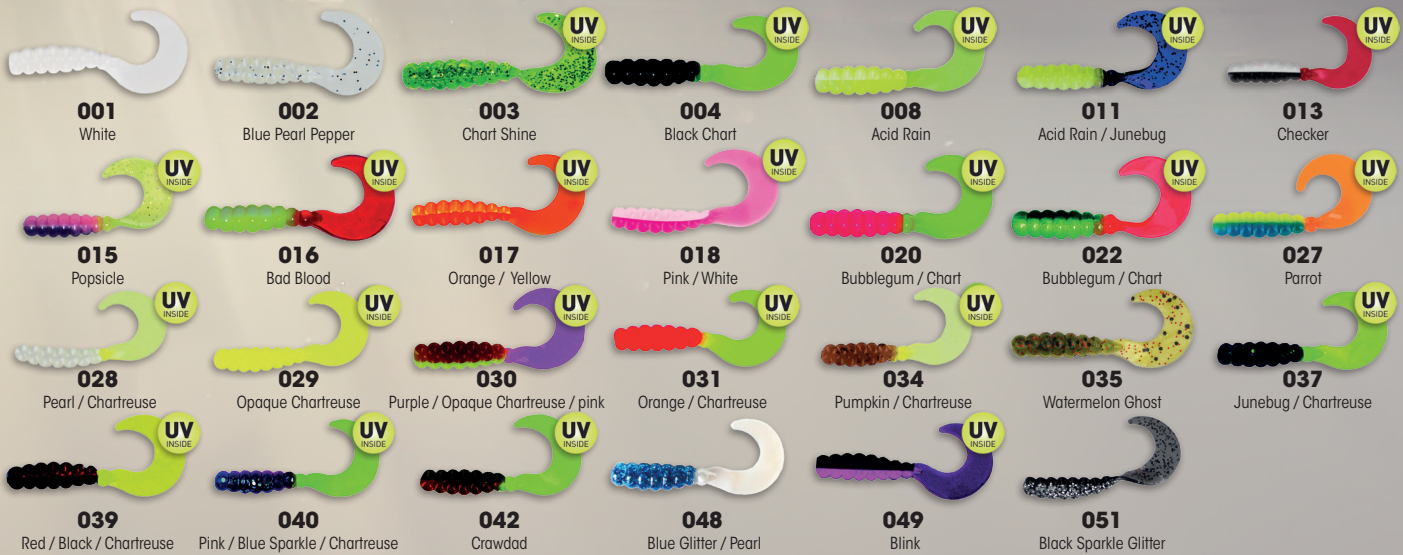 UV
INSIDE
UV
INSIDE
UV
INSIDE
UV
INSIDE
UV
INSIDE
001
002
003
004
008
011
013
White
Blue Pearl Pepper
Chart Shine
Black Chart
Acid Rain
Acid Rain / Junebug
Checker
UV
INSIDE
UV
INSIDE
UV
INSIDE
UV
INSIDE
UV
INSIDE
UV
INSIDE
UV
INSIDE
015
016
017
018
020
022
027
Popsicle
Bad Blood
Orange / Yellow
Pink / White
Bubblegum / Chart
Bubblegum / Chart
Parrot
UV
INSIDE
UV
INSIDE
UV
INSIDE
UV
INSIDE
UV
INSIDE
UV
INSIDE
028
029
030
031
034
035
037
Pearl / Chartreuse
Opaque Chartreuse
Purple / Opaque Chartreuse / pink
Orange / Chartreuse
Pumpkin / Chartreuse
Watermelon Ghost
Junebug / Chartreuse
UV
INSIDE
UV
INSIDE
UV
INSIDE
UV
INSIDE
039
040
042
048
049
051
Red / Black / Chartreuse
Pink / Blue Sparkle / Chartreuse
Crawdad
Blue Glitter / Pearl
Blink
Black Sparkle Glitter